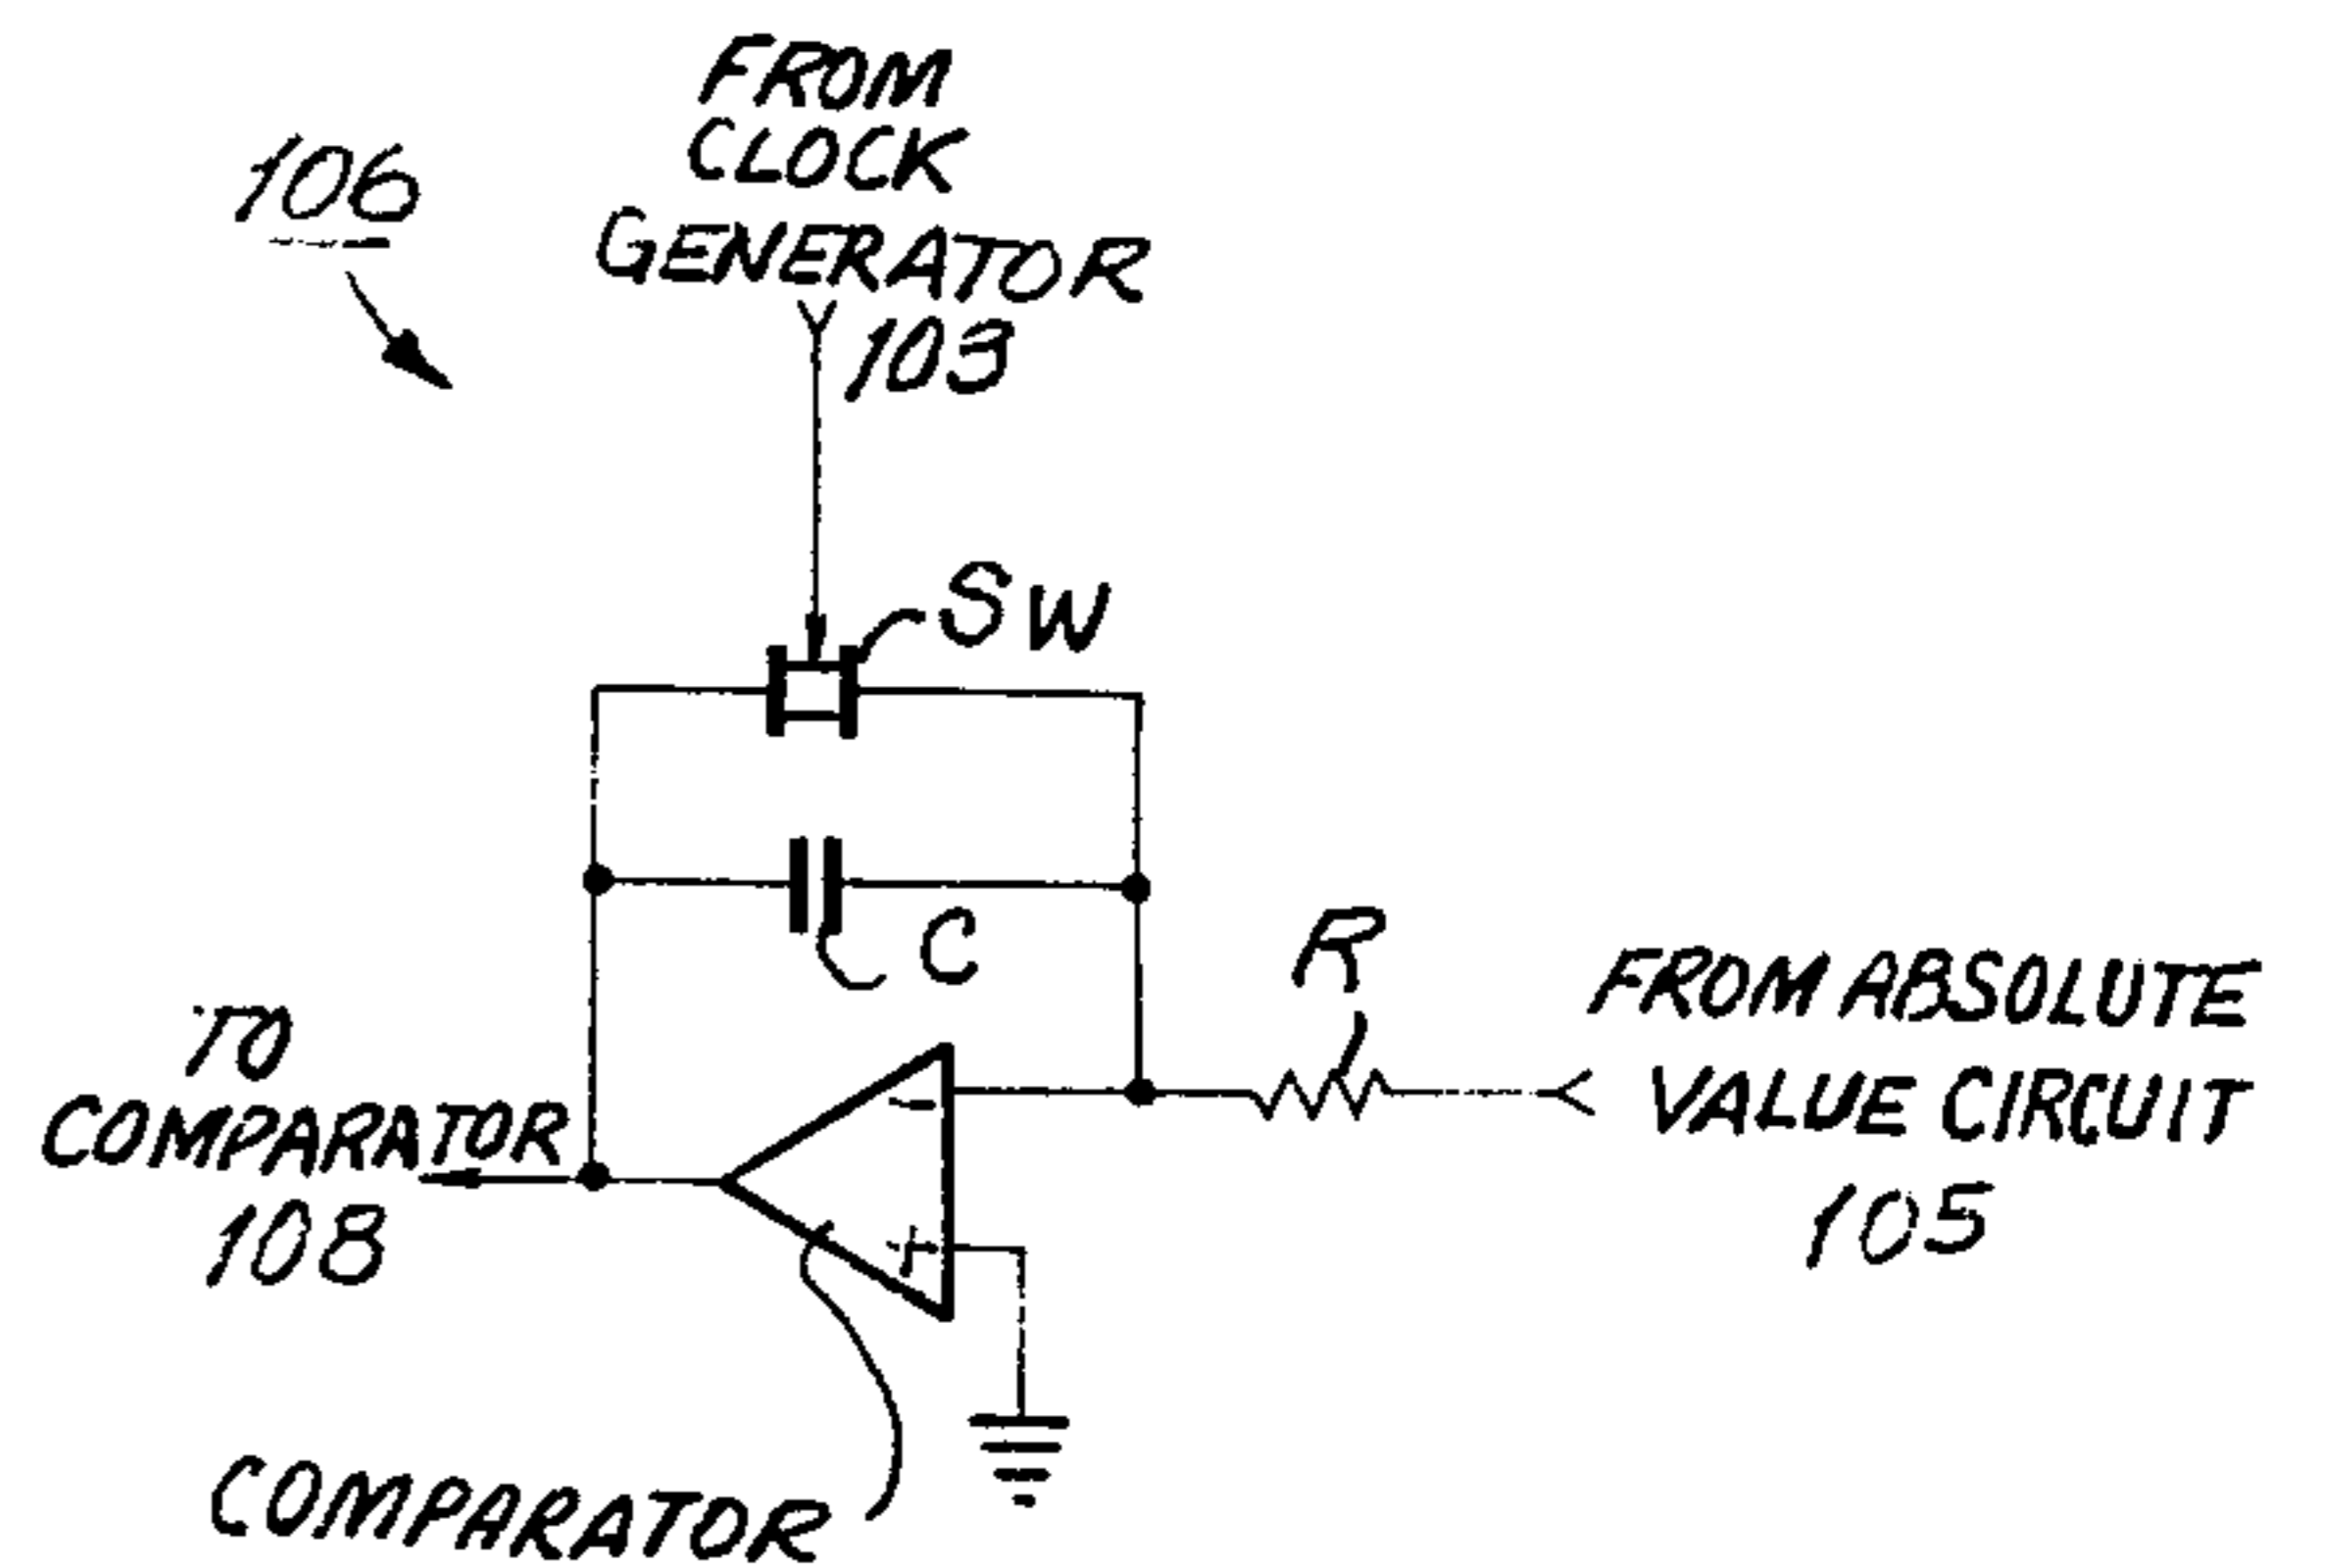 FROM
CLOCK
GENERATOR
103
106
SW
C
R
FROM ABSOLUTE
VALUE CIRCUIT
105
TO
COMPARATOR
108
-
+
COMPARATOR